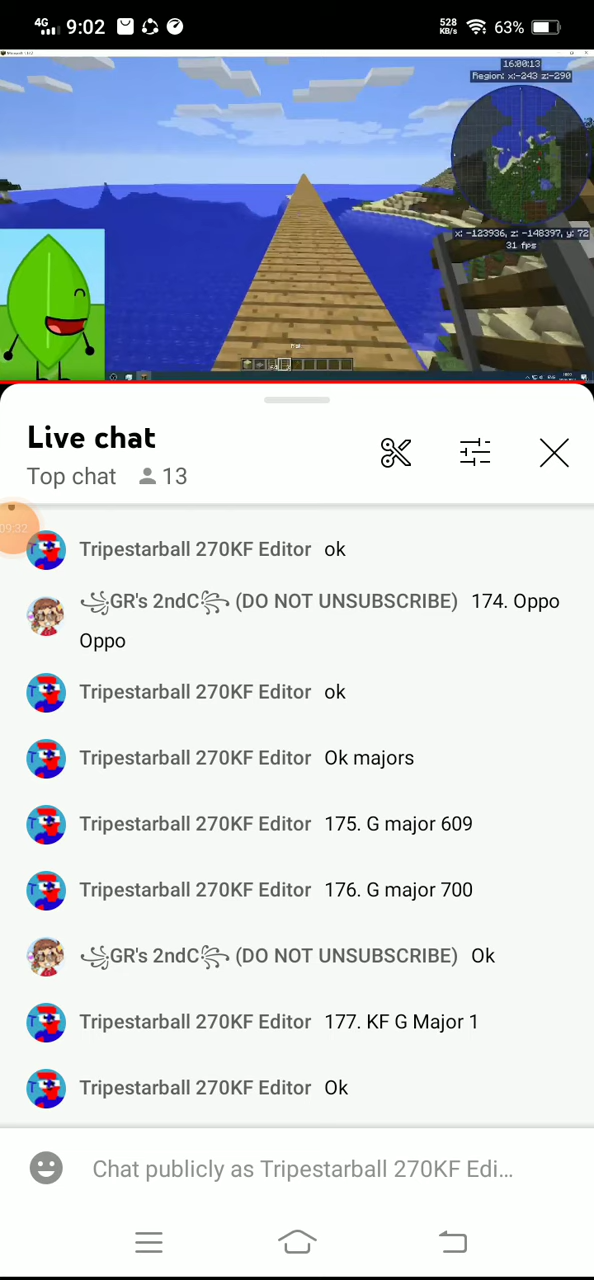 4G 9:02 528 KB/s 63%
16:00:13
Region: x:-243 z:-290
x: -123936, z: -148397, y: 72
31 fps
Live chat
Top chat 13
09:32
Tripestarball 270KF Editor ok
꧁GR's 2ndC꧂ (DO NOT UNSUBSCRIBE) 174. Oppo
Oppo
Tripestarball 270KF Editor ok
Tripestarball 270KF Editor Ok majors
Tripestarball 270KF Editor 175. G major 609
Tripestarball 270KF Editor 176. G major 700
꧁GR's 2ndC꧂ (DO NOT UNSUBSCRIBE) Ok
Tripestarball 270KF Editor 177. KF G Major 1
Tripestarball 270KF Editor Ok
Chat publicly as Tripestarball 270KF Edi...